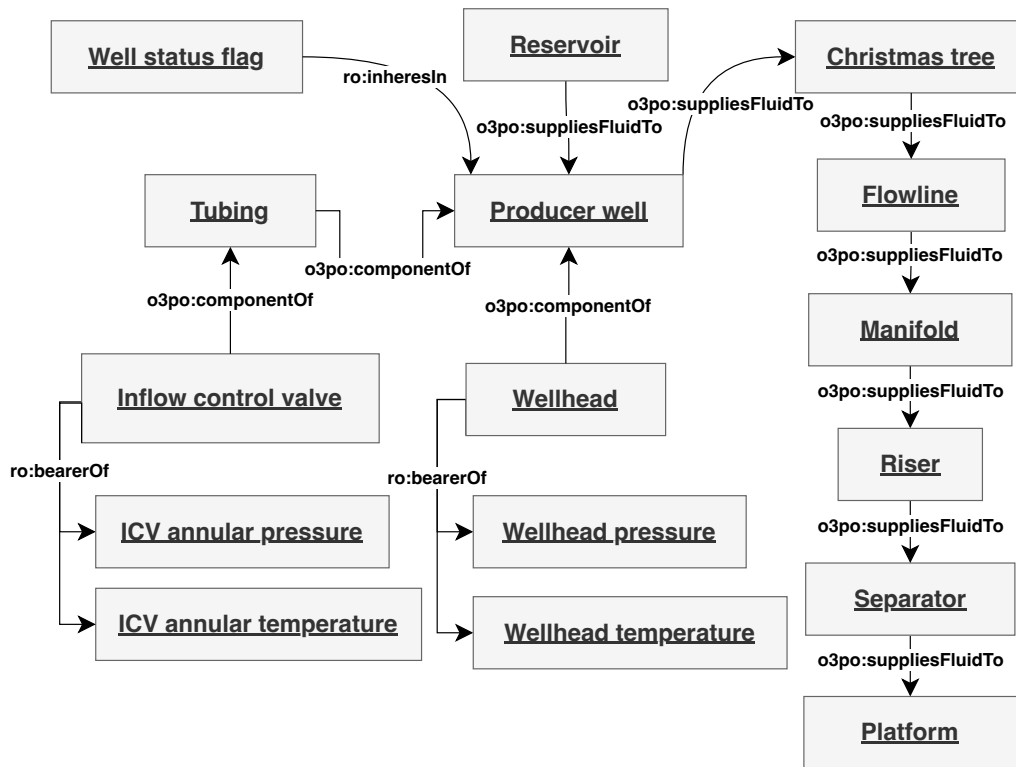 Well status flag
Reservoir
Christmas tree
ro:inheresIn
o3po:suppliesFluidTo
o3po:suppliesFluidTo
o3po:suppliesFluidTo
Tubing
Producer well
Flowline
o3po:componentOf
o3po:suppliesFluidTo
o3po:componentOf
o3po:componentOf
Manifold
Inflow control valve
Wellhead
o3po:suppliesFluidTo
ro:bearerOf
ro:bearerOf
Riser
ICV annular pressure
Wellhead pressure
o3po:suppliesFluidTo
ICV annular temperature
Wellhead temperature
Separator
o3po:suppliesFluidTo
Platform